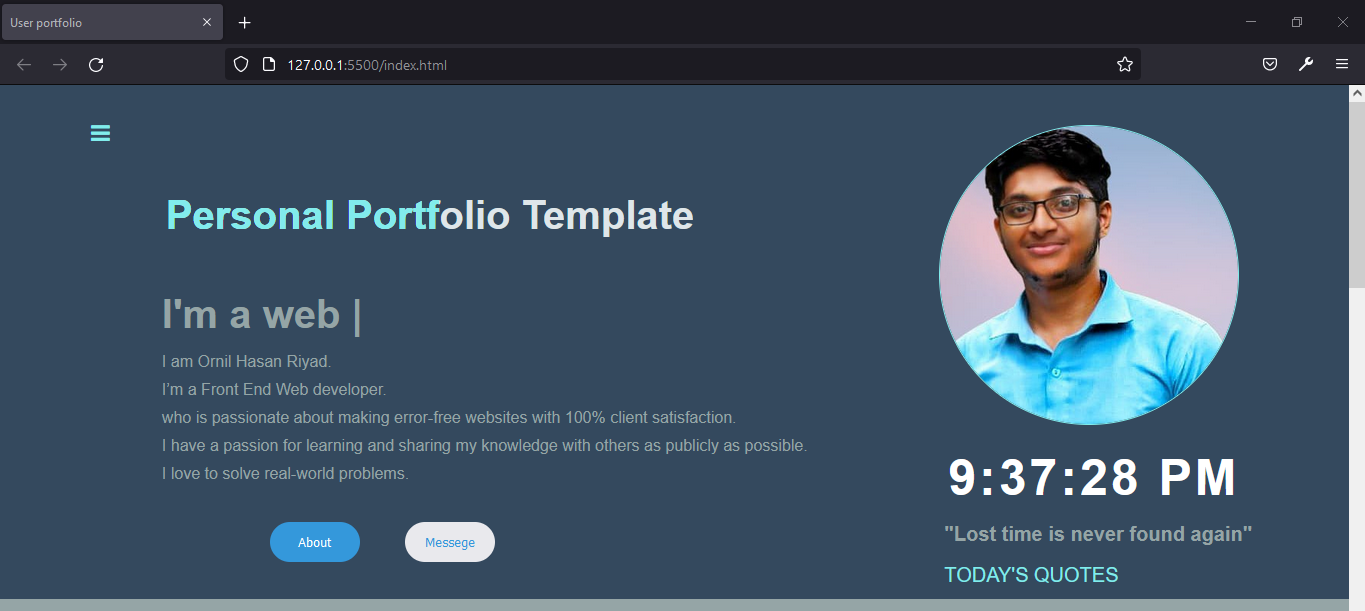 User portfolio
127.0.0.1:5500/index.html
Personal Portfolio Template
I'm a web |
I am Ornil Hasan Riyad.
I'm a Front End Web developer.
who is passionate about making error-free websites with 100% client satisfaction.
I have a passion for learning and sharing my knowledge with others as publicly as possible.
I love to solve real-world problems.
About
Messege
9:37:28 PM
"Lost time is never found again"
TODAY'S QUOTES